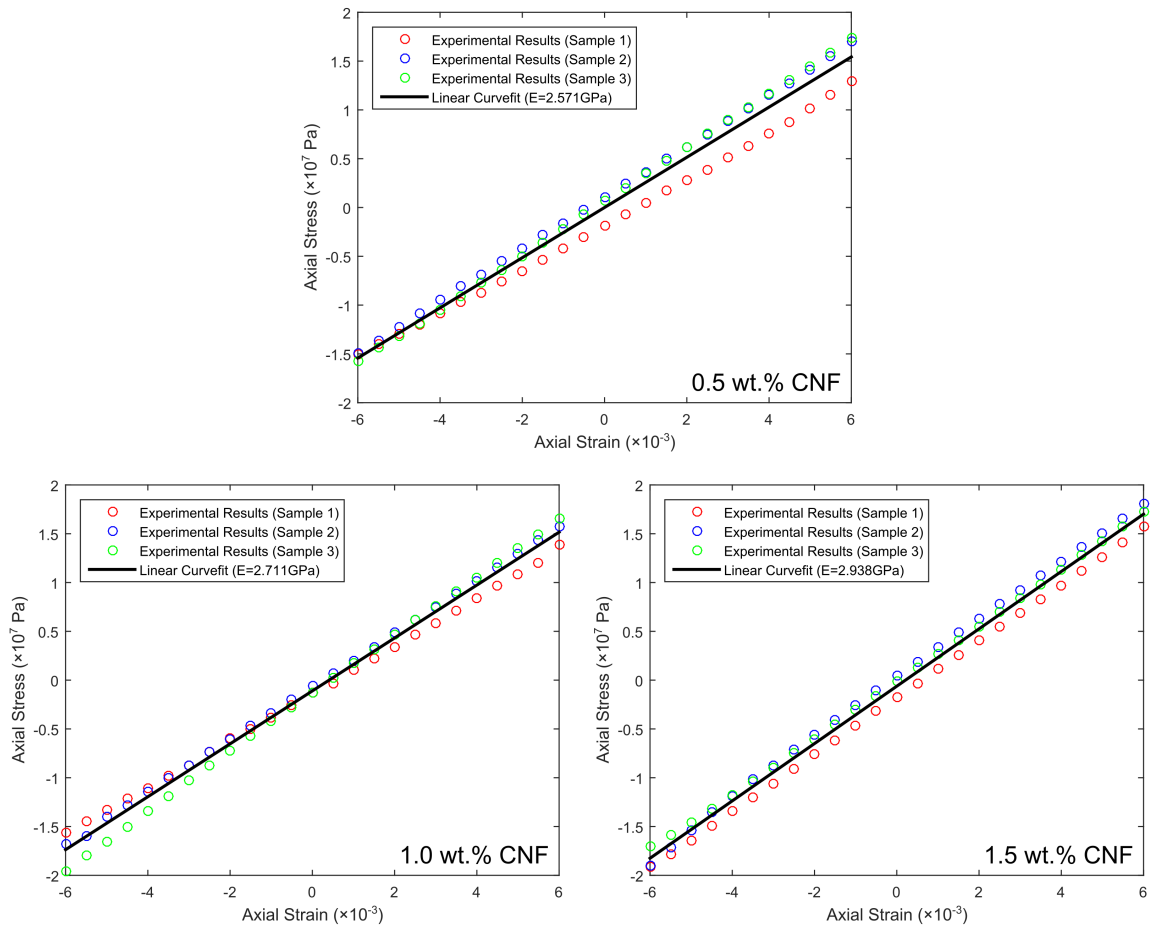 2
1.5
1
0.5
0
-0.5
-1
-1.5
-2
Axial Stress (×10⁷ Pa)
Experimental Results (Sample 1)
Experimental Results (Sample 2)
Experimental Results (Sample 3)
Linear Curvefit (E=2.571GPa)
0.5 wt.% CNF
-6 -4 -2 0 2 4 6
Axial Strain (×10⁻³)
2
1.5
1
0.5
0
-0.5
-1
-1.5
-2
Axial Stress (×10⁷ Pa)
Experimental Results (Sample 1)
Experimental Results (Sample 2)
Experimental Results (Sample 3)
Linear Curvefit (E=2.711GPa)
1.0 wt.% CNF
-6 -4 -2 0 2 4 6
Axial Strain (×10⁻³)
2
1.5
1
0.5
0
-0.5
-1
-1.5
-2
Axial Stress (×10⁷ Pa)
Experimental Results (Sample 1)
Experimental Results (Sample 2)
Experimental Results (Sample 3)
Linear Curvefit (E=2.938GPa)
1.5 wt.% CNF
-6 -4 -2 0 2 4 6
Axial Strain (×10⁻³)